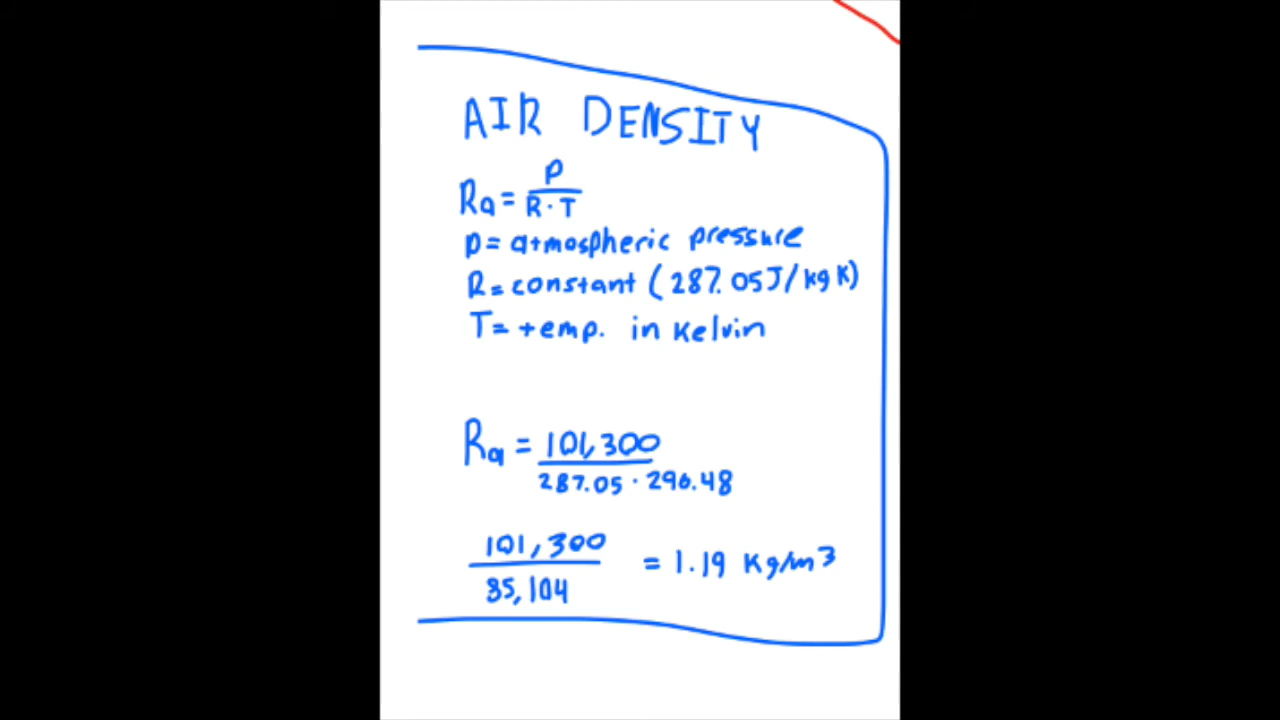 AIR DENSITY
Ra = P / R · T
p = atmospheric pressure
R = constant (287.05J/kg K)
T = temp. in Kelvin
Ra = 101,300 / 287.05 · 296.48
101,300 / 85,104 = 1.19 Kg/m3